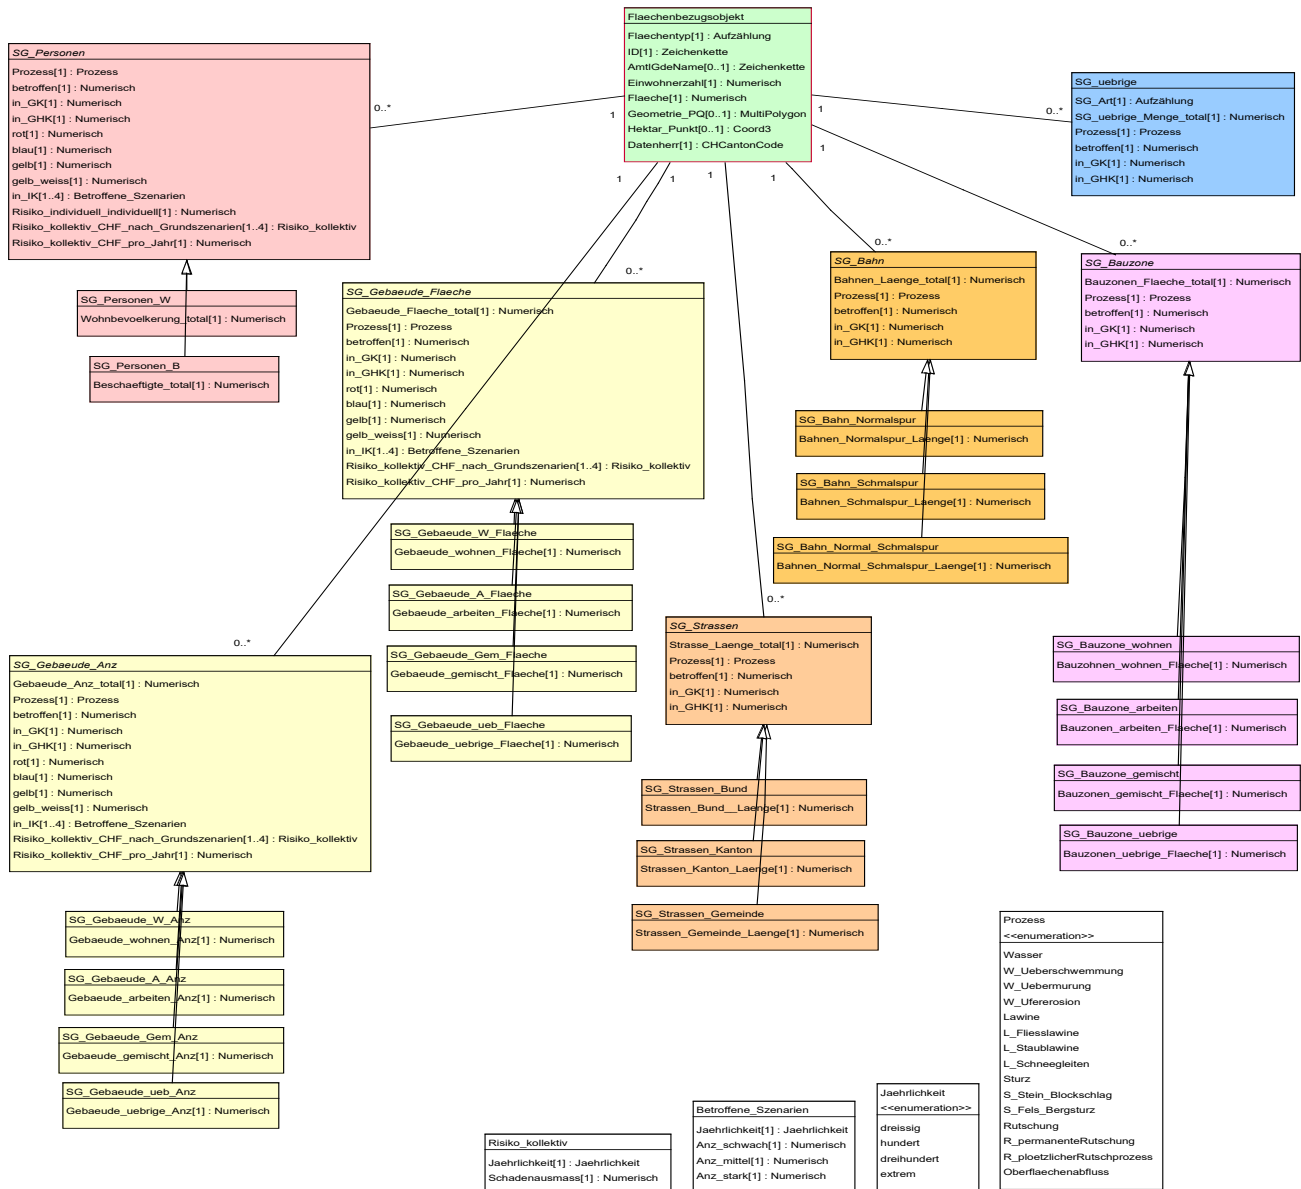 Flaechenbezugsobjekt
Flaechentyp[1] : Aufzählung
ID[1] : Zeichenkette
AmtlGdeName[0..1] : Zeichenkette
Einwohnerzahl[1] : Numerisch
Flaeche[1] : Numerisch
Geometrie_PQ[0..1] : MultiPolygon
Hektar_Punkt[0..1] : Coord3
Datenherr[1] : CHCantonCode
SG_Personen
Prozess[1] : Prozess
betroffen[1] : Numerisch
in_GK[1] : Numerisch
in_GHK[1] : Numerisch
rot[1] : Numerisch
blau[1] : Numerisch
gelb[1] : Numerisch
gelb_weiss[1] : Numerisch
in_IK[1..4] : Betroffene_Szenarien
Risiko_individuell_individuell[1] : Numerisch
Risiko_kollektiv_CHF_nach_Grundszenarien[1..4] : Risiko_kollektiv
Risiko_kollektiv_CHF_pro_Jahr[1] : Numerisch
0..*
1
1
0..*
1
1
1
1
1
SG_uebrige
SG_Art[1] : Aufzählung
SG_uebrige_Menge_total[1] : Numerisch
Prozess[1] : Prozess
betroffen[1] : Numerisch
in_GK[1] : Numerisch
in_GHK[1] : Numerisch
SG_Personen_W
Wohnbevoelkerung_total[1] : Numerisch
SG_Personen_B
Beschaeftigte_total[1] : Numerisch
0..*
SG_Gebaeude_Flaeche
Gebaeude_Flaeche_total[1] : Numerisch
Prozess[1] : Prozess
betroffen[1] : Numerisch
in_GK[1] : Numerisch
in_GHK[1] : Numerisch
rot[1] : Numerisch
blau[1] : Numerisch
gelb[1] : Numerisch
gelb_weiss[1] : Numerisch
in_IK[1..4] : Betroffene_Szenarien
Risiko_kollektiv_CHF_nach_Grundszenarien[1..4] : Risiko_kollektiv
Risiko_kollektiv_CHF_pro_Jahr[1] : Numerisch
0..*
SG_Bahn
Bahnen_Laenge_total[1] : Numerisch
Prozess[1] : Prozess
betroffen[1] : Numerisch
in_GK[1] : Numerisch
in_GHK[1] : Numerisch
0..*
SG_Bauzone
Bauzonen_Flaeche_total[1] : Numerisch
Prozess[1] : Prozess
betroffen[1] : Numerisch
in_GK[1] : Numerisch
in_GHK[1] : Numerisch
SG_Bahn_Normalspur
Bahnen_Normalspur_Laenge[1] : Numerisch
SG_Bahn_Schmalspur
Bahnen_Schmalspur_Laenge[1] : Numerisch
SG_Bahn_Normal_Schmalspur
Bahnen_Normal_Schmalspur_Laenge[1] : Numerisch
SG_Gebaeude_W_Flaeche
Gebaeude_wohnen_Flaeche[1] : Numerisch
SG_Gebaeude_A_Flaeche
Gebaeude_arbeiten_Flaeche[1] : Numerisch
SG_Gebaeude_Gem_Flaeche
Gebaeude_gemischt_Flaeche[1] : Numerisch
SG_Gebaeude_ueb_Flaeche
Gebaeude_uebrige_Flaeche[1] : Numerisch
0..*
SG_Strassen
Strasse_Laenge_total[1] : Numerisch
Prozess[1] : Prozess
betroffen[1] : Numerisch
in_GK[1] : Numerisch
in_GHK[1] : Numerisch
0..*
SG_Gebaeude_Anz
Gebaeude_Anz_total[1] : Numerisch
Prozess[1] : Prozess
betroffen[1] : Numerisch
in_GK[1] : Numerisch
in_GHK[1] : Numerisch
rot[1] : Numerisch
blau[1] : Numerisch
gelb[1] : Numerisch
gelb_weiss[1] : Numerisch
in_IK[1..4] : Betroffene_Szenarien
Risiko_kollektiv_CHF_nach_Grundszenarien[1..4] : Risiko_kollektiv
Risiko_kollektiv_CHF_pro_Jahr[1] : Numerisch
SG_Bauzone_wohnen
Bauzohnen_wohnen_Flaeche[1] : Numerisch
SG_Bauzone_arbeiten
Bauzonen_arbeiten_Flaeche[1] : Numerisch
SG_Bauzone_gemischt
Bauzonen_gemischt_Flaeche[1] : Numerisch
SG_Bauzone_uebrige
Bauzonen_uebrige_Flaeche[1] : Numerisch
SG_Strassen_Bund
Strassen_Bund__Laenge[1] : Numerisch
SG_Strassen_Kanton
Strassen_Kanton_Laenge[1] : Numerisch
SG_Strassen_Gemeinde
Strassen_Gemeinde_Laenge[1] : Numerisch
SG_Gebaeude_W_Anz
Gebaeude_wohnen_Anz[1] : Numerisch
SG_Gebaeude_A_Anz
Gebaeude_arbeiten_Anz[1] : Numerisch
SG_Gebaeude_Gem_Anz
Gebaeude_gemischt_Anz[1] : Numerisch
SG_Gebaeude_ueb_Anz
Gebaeude_uebrige_Anz[1] : Numerisch
Risiko_kollektiv
Jaehrlichkeit[1] : Jaehrlichkeit
Schadenausmass[1] : Numerisch
Betroffene_Szenarien
Jaehrlichkeit[1] : Jaehrlichkeit
Anz_schwach[1] : Numerisch
Anz_mittel[1] : Numerisch
Anz_stark[1] : Numerisch
Jaehrlichkeit
<<enumeration>>
dreissig
hundert
dreihundert
extrem
Prozess
<<enumeration>>
Wasser
W_Ueberschwemmung
W_Uebermurung
W_Ufererosion
Lawine
L_Fliesslawine
L_Staublawine
L_Schneegleiten
Sturz
S_Stein_Blockschlag
S_Fels_Bergsturz
Rutschung
R_permanenteRutschung
R_ploetzlicherRutschprozess
Oberflaechenabfluss